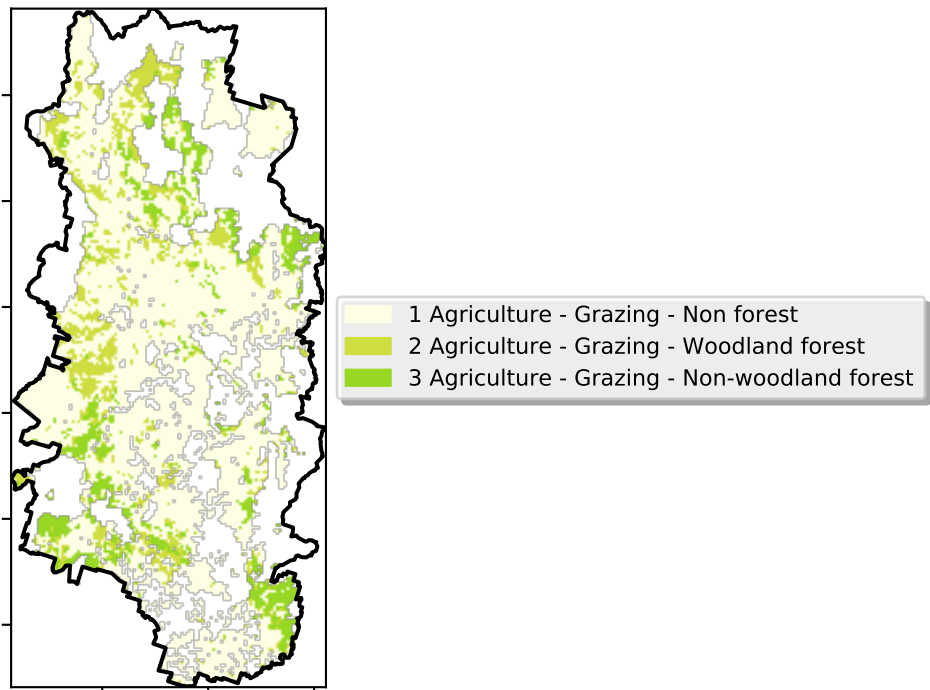 1 Agriculture - Grazing - Non forest
2 Agriculture - Grazing - Woodland forest
3 Agriculture - Grazing - Non-woodland forest